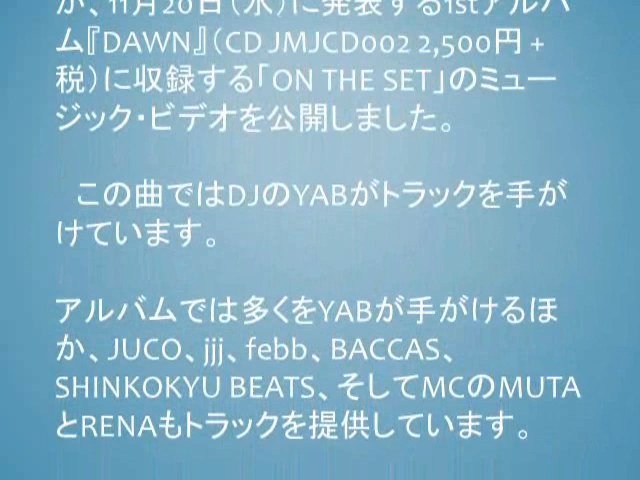 が、11月20日（水）に発表する1stアルバ
ム『DAWN』（CD JMJCD002 2,500円 +
税）に収録する「ON THE SET」のミュー
ジック・ビデオを公開しました。
この曲ではDJのYABがトラックを手が
けています。
アルバムでは多くをYABが手がけるほ
か、JUCO、jjj、febb、BACCAS、
SHINKOKYU BEATS、そしてMCのMUTA
とRENAもトラックを提供しています。